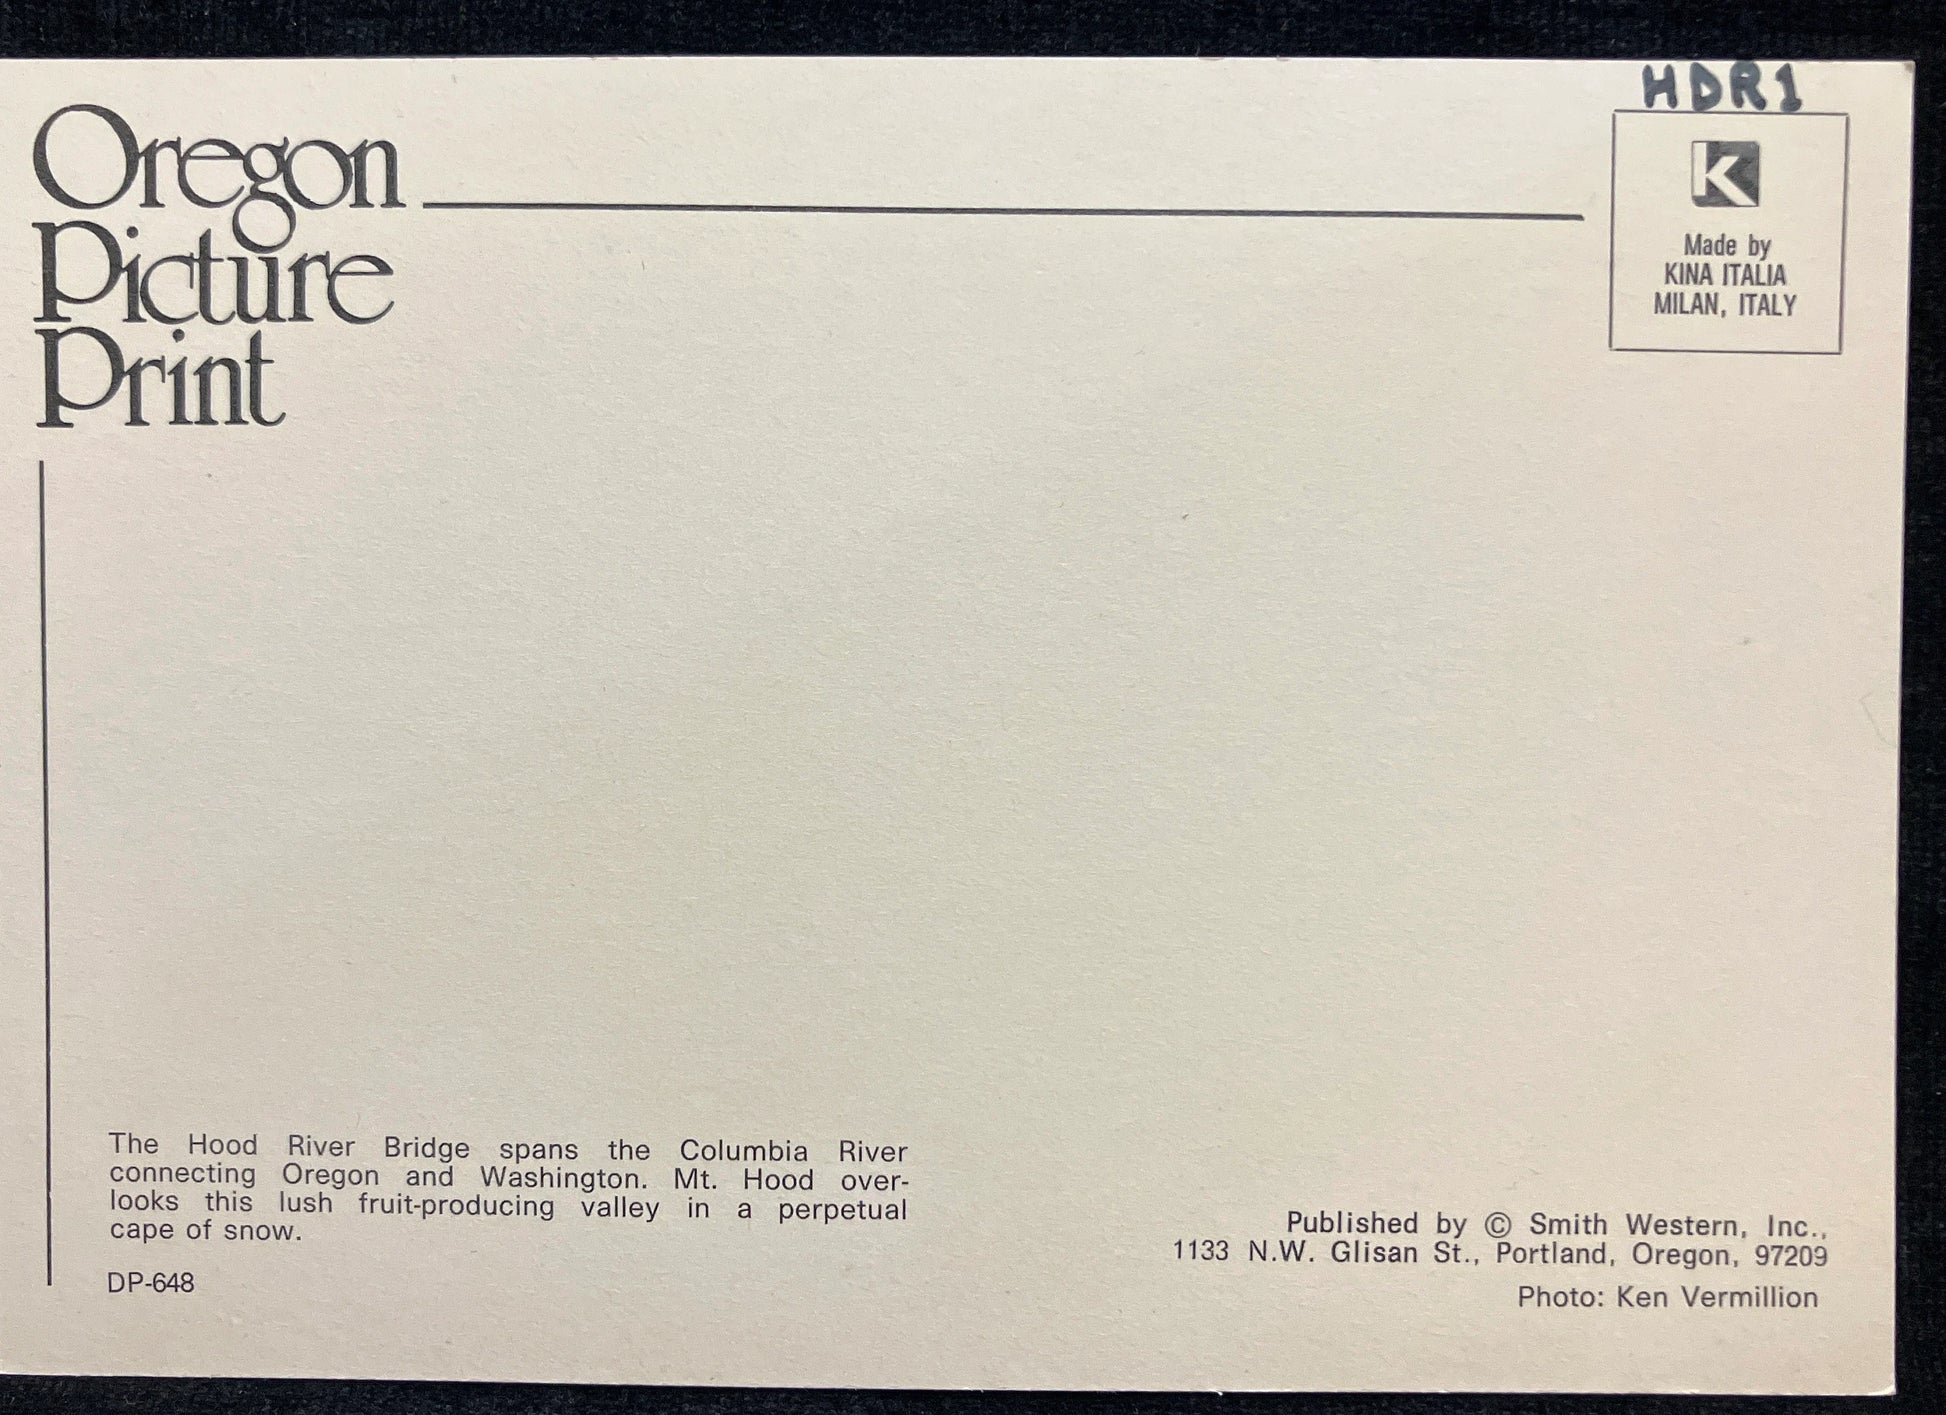 HDR1
Oregon
Picture
Print
K
Made by
KINA ITALIA
MILAN, ITALY
The Hood River Bridge spans the Columbia River
connecting Oregon and Washington. Mt. Hood over-
looks this lush fruit-producing valley in a perpetual
cape of snow.
DP-648
Published by © Smith Western, Inc.,
1133 N.W. Glisan St., Portland, Oregon, 97209
Photo: Ken Vermillion